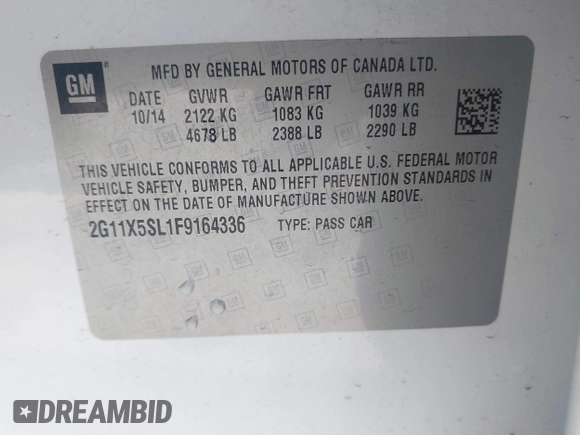 GM
MFD BY GENERAL MOTORS OF CANADA LTD.
DATE GVWR GAWR FRT GAWR RR
10/14 2122 KG 1083 KG 1039 KG
4678 LB 2388 LB 2290 LB
THIS VEHICLE CONFORMS TO ALL APPLICABLE U.S. FEDERAL MOTOR
VEHICLE SAFETY, BUMPER, AND THEFT PREVENTION STANDARDS IN
EFFECT ON THE DATE OF MANUFACTURE SHOWN ABOVE.
2G11X5SL1F9164336 TYPE: PASS CAR
DREAMBID